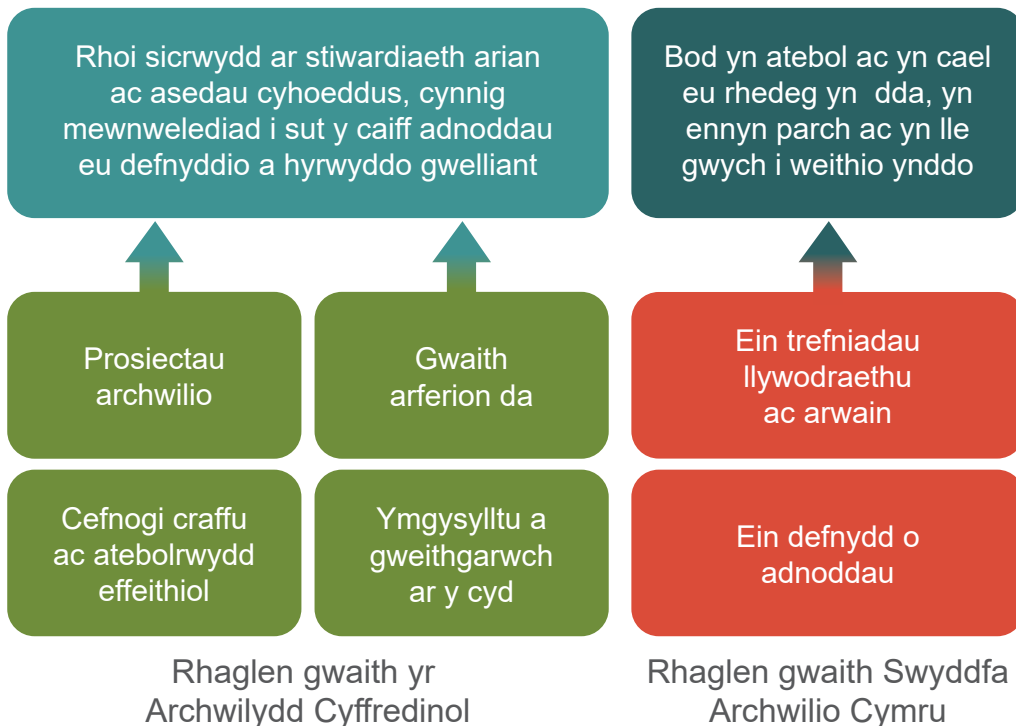 Rhoi sicrwydd ar stiwardiaeth arian
ac asedau cyhoeddus, cynnig
mewnwelediad i sut y caiff adnoddau
eu defnyddio a hyrwyddo gwelliant
Bod yn atebol ac yn cael
eu rhedeg yn dda, yn
ennyn parch ac yn lle
gwych i weithio ynddo
Prosiectau
archwilio
Gwaith
arferion da
Ein trefniadau
llywodraethu
ac arwain
Cefnogi craffu
ac atebolrwydd
effeithiol
Ymgysylltu a
gweithgarwch
ar y cyd
Ein defnydd o
adnoddau
Rhaglen gwaith yr
Archwilydd Cyffredinol
Rhaglen gwaith Swyddfa
Archwilio Cymru